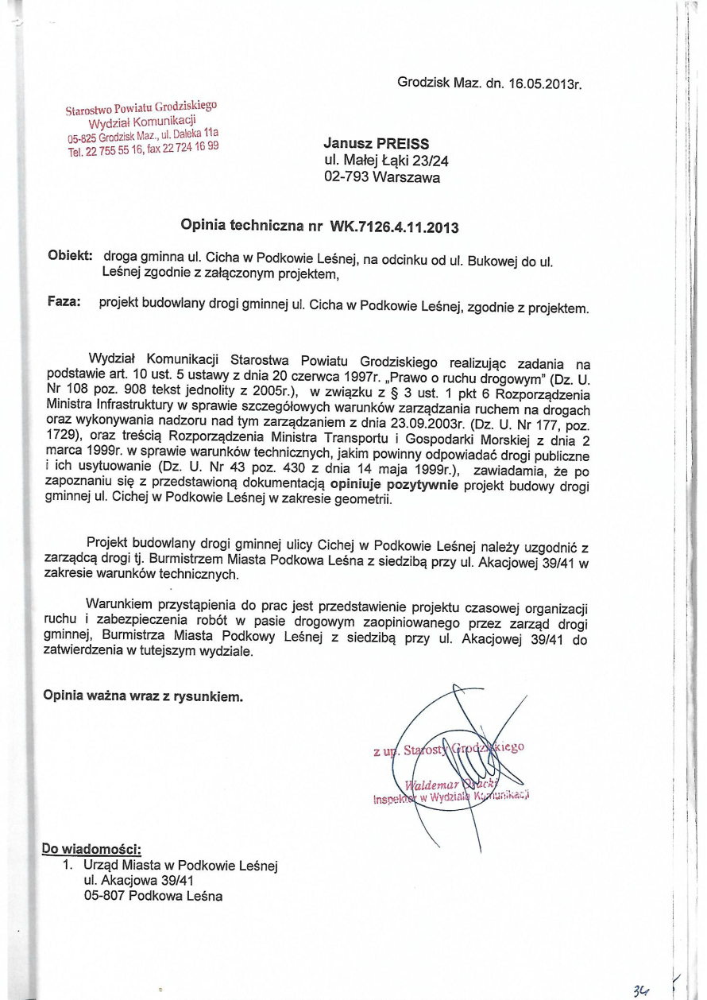 Grodzisk Maz. dn. 16.05.2013r.
Starostwo Powiatu Grodziskiego
Wydział Komunikacji
05-825 Grodzisk Maz., ul. Daleka 11a
Tel. 22 755 55 16, fax 22 724 16 99
Janusz PREISS
ul. Małej Łąki 23/24
02-793 Warszawa
Opinia techniczna nr WK.7126.4.11.2013
Obiekt: droga gminna ul. Cicha w Podkowie Leśnej, na odcinku od ul. Bukowej do ul.
Leśnej zgodnie z załączonym projektem,
Faza: projekt budowlany drogi gminnej ul. Cicha w Podkowie Leśnej, zgodnie z projektem.
Wydział Komunikacji Starostwa Powiatu Grodziskiego realizując zadania na
podstawie art. 10 ust. 5 ustawy z dnia 20 czerwca 1997r. „Prawo o ruchu drogowym” (Dz. U.
Nr 108 poz. 908 tekst jednolity z 2005r.), w związku z § 3 ust. 1 pkt 6 Rozporządzenia
Ministra Infrastruktury w sprawie szczegółowych warunków zarządzania ruchem na drogach
oraz wykonywania nadzoru nad tym zarządzaniem z dnia 23.09.2003r. (Dz. U. Nr 177, poz.
1729), oraz treścią Rozporządzenia Ministra Transportu i Gospodarki Morskiej z dnia 2
marca 1999r. w sprawie warunków technicznych, jakim powinny odpowiadać drogi publiczne
i ich usytuowanie (Dz. U. Nr 43 poz. 430 z dnia 14 maja 1999r.), zawiadamia, że po
zapoznaniu się z przedstawioną dokumentacją opiniuje pozytywnie projekt budowy drogi
gminnej ul. Cichej w Podkowie Leśnej w zakresie geometrii.
Projekt budowlany drogi gminnej ulicy Cichej w Podkowie Leśnej należy uzgodnić z
zarządcą drogi tj. Burmistrzem Miasta Podkowa Leśna z siedzibą przy ul. Akacjowej 39/41 w
zakresie warunków technicznych.
Warunkiem przystąpienia do prac jest przedstawienie projektu czasowej organizacji
ruchu i zabezpieczenia robót w pasie drogowym zaopiniowanego przez zarząd drogi
gminnej, Burmistrza Miasta Podkowy Leśnej z siedzibą przy ul. Akacjowej 39/41 do
zatwierdzenia w tutejszym wydziale.
Opinia ważna wraz z rysunkiem.
z up. Starosty Grodziskiego
Waldemar
Inspektor w Wydziale Komunikacji
Do wiadomości:
1. Urząd Miasta w Podkowie Leśnej
ul. Akacjowa 39/41
05-807 Podkowa Leśna